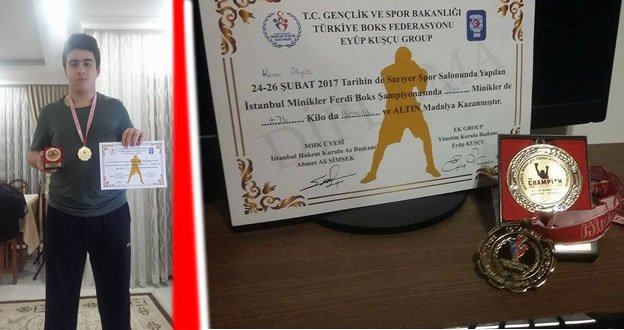 T.C. GENÇLİK VE SPOR BAKANLIĞI
TÜRKİYE BOKS FEDERASYONU
EYÜP KUŞÇU GROUP
24-26 ŞUBAT 2017 Tarihin de Sarıyer Spor Salonunda Yapılan
İstanbul Minikler Ferdi Boks Şampiyonasında Minikler de
Kilo da ve ALTIN Madalya Kazanmıştır.
MHK ÜYESİ
İstanbul Hakem Kurulu As Başkanı
Ahmet Ali ŞİMŞEK
EK GROUP
Yönetim Kurulu Başkanı
Eyüp KUŞÇU
CHAMPION